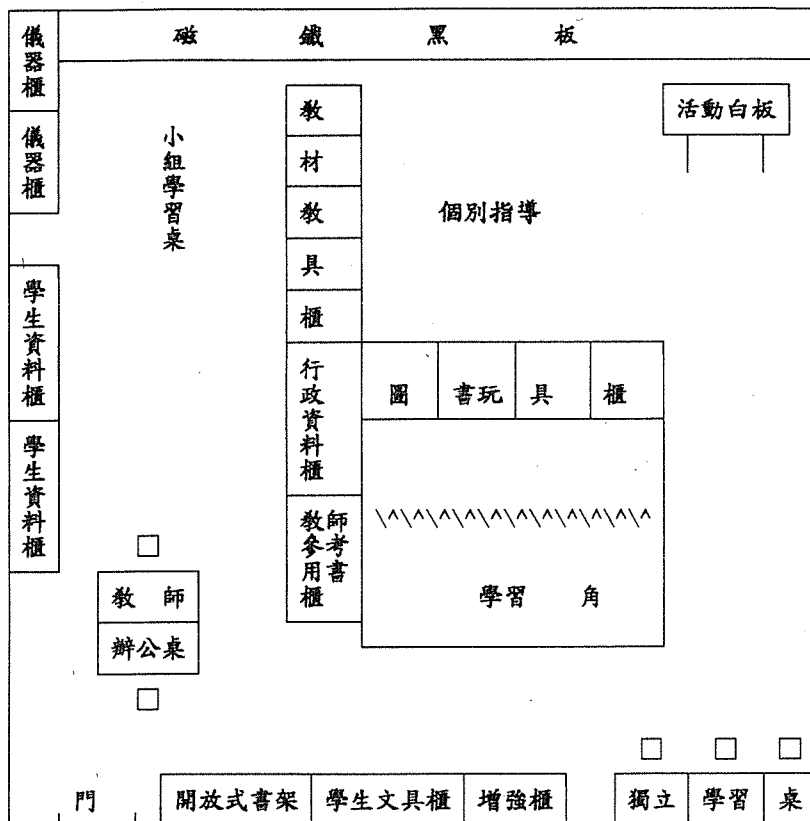 磁鐵黑板
儀器櫃
儀器櫃
小組學習桌
教材教具櫃
活動白板
個別指導
學生資料櫃
學生資料櫃
行政資料櫃
圖書玩具櫃
教師參考用書櫃
學習角
教師
辦公桌
門
開放式書架
學生文具櫃
增強櫃
獨立學習桌